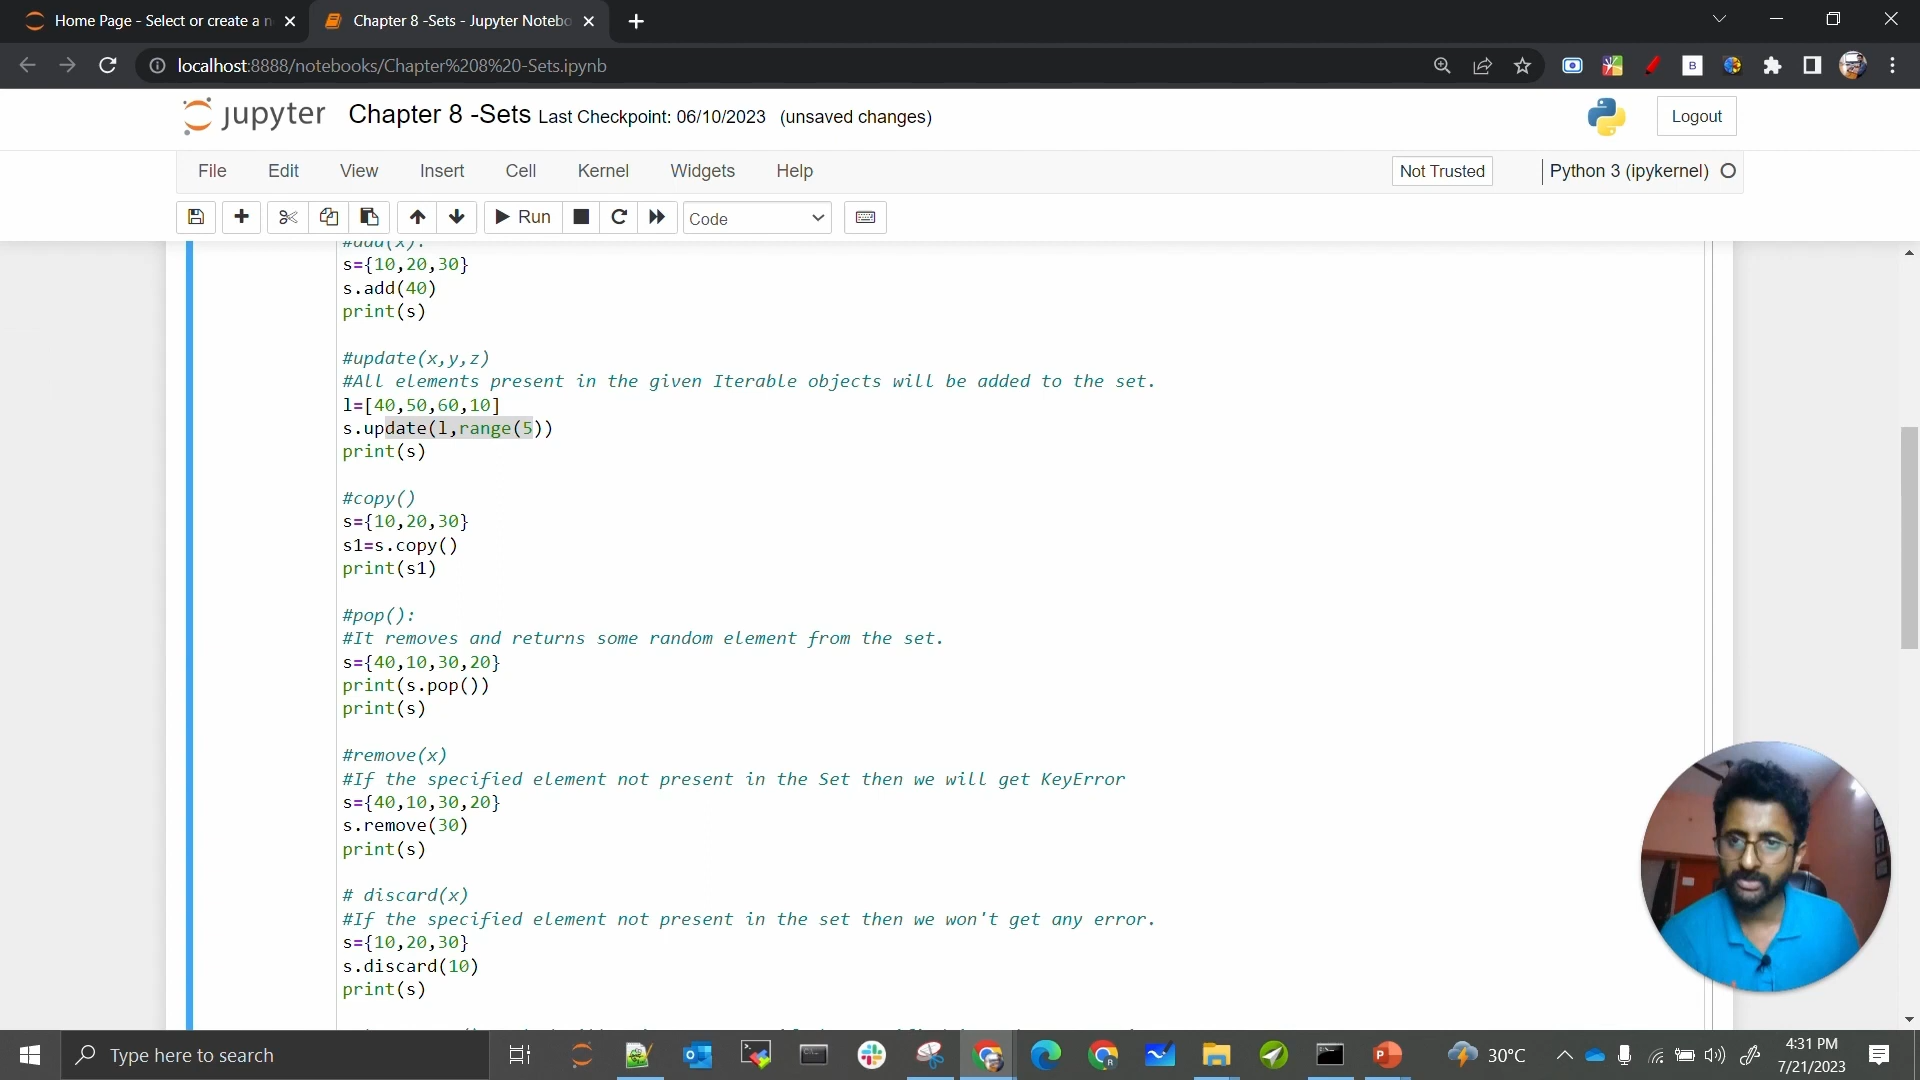 Home Page - Select or create a n
Chapter 8 -Sets - Jupyter Notebo
localhost:8888/notebooks/Chapter%208%20-Sets.ipynb
jupyter Chapter 8 -Sets Last Checkpoint: 06/10/2023 (unsaved changes)
Logout
File Edit View Insert Cell Kernel Widgets Help
Not Trusted
Python 3 (ipykernel)
Run
Code
#add(x):
s={10,20,30}
s.add(40)
print(s)
#update(x,y,z)
#All elements present in the given Iterable objects will be added to the set.
l=[40,50,60,10]
s.update(l,range(5))
print(s)
#copy()
s={10,20,30}
s1=s.copy()
print(s1)
#pop():
#It removes and returns some random element from the set.
s={40,10,30,20}
print(s.pop())
print(s)
#remove(x)
#If the specified element not present in the Set then we will get KeyError
s={40,10,30,20}
s.remove(30)
print(s)
# discard(x)
#If the specified element not present in the set then we won't get any error.
s={10,20,30}
s.discard(10)
print(s)
Type here to search
30°C
4:31 PM
7/21/2023